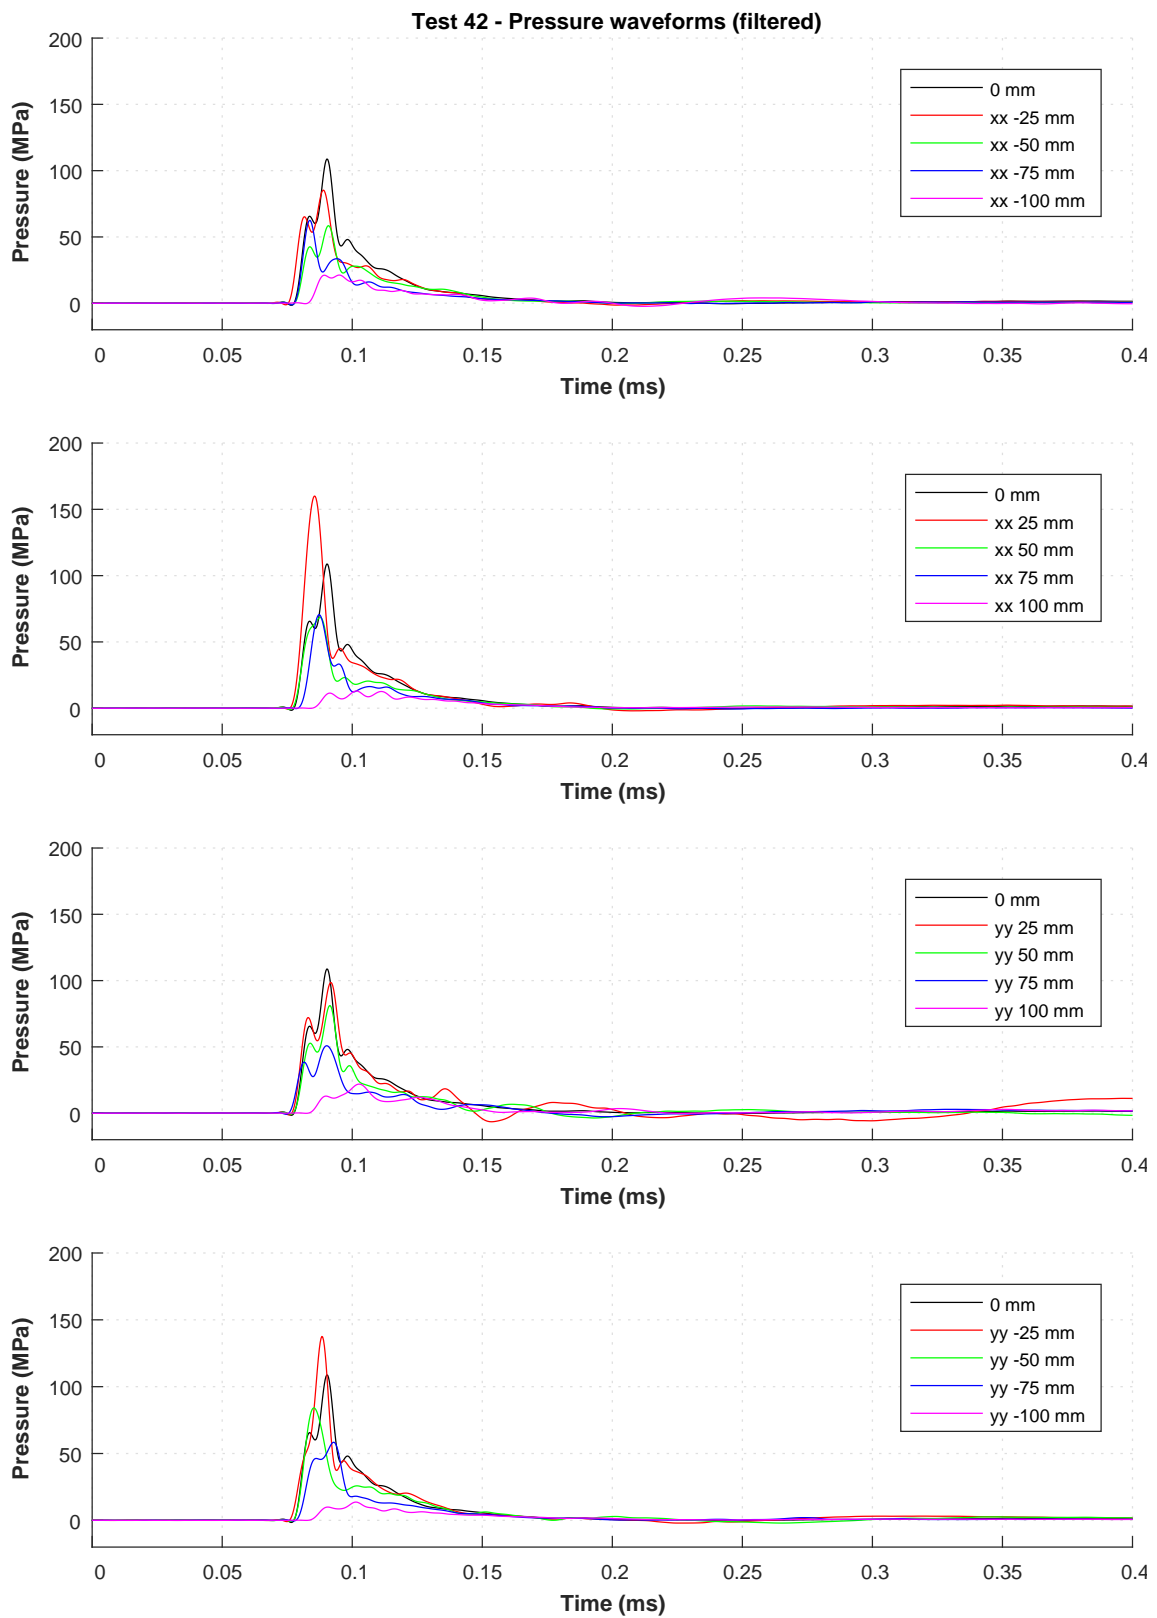 Test 42 - Pressure waveforms (filtered)
200
150
100
50
0
Pressure (MPa)
0 mm
xx -25 mm
xx -50 mm
xx -75 mm
xx -100 mm
0 0.05 0.1 0.15 0.2 0.25 0.3 0.35 0.4
Time (ms)
200
150
100
50
0
Pressure (MPa)
0 mm
xx 25 mm
xx 50 mm
xx 75 mm
xx 100 mm
0 0.05 0.1 0.15 0.2 0.25 0.3 0.35 0.4
Time (ms)
200
150
100
50
0
Pressure (MPa)
0 mm
yy 25 mm
yy 50 mm
yy 75 mm
yy 100 mm
0 0.05 0.1 0.15 0.2 0.25 0.3 0.35 0.4
Time (ms)
200
150
100
50
0
Pressure (MPa)
0 mm
yy -25 mm
yy -50 mm
yy -75 mm
yy -100 mm
0 0.05 0.1 0.15 0.2 0.25 0.3 0.35 0.4
Time (ms)